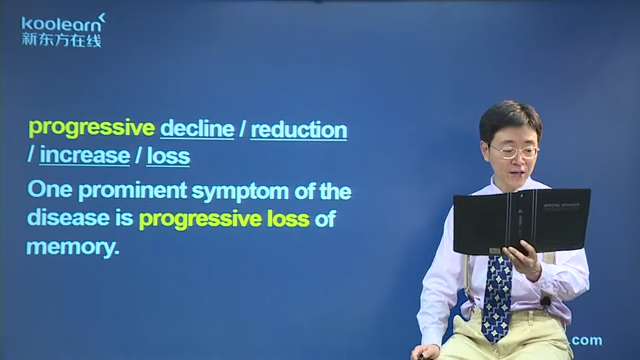 koolearn
新东方在线
progressive decline / reduction
/ increase / loss
One prominent symptom of the
disease is progressive loss of
memory.
.com